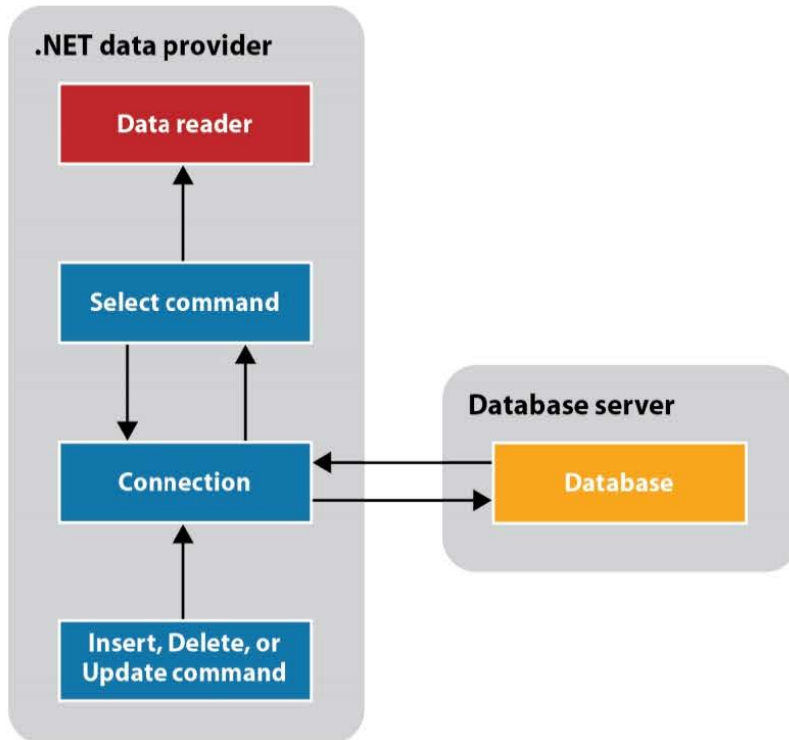 .NET data provider
Data reader
Select command
Connection
Insert, Delete, or
Update command
Database server
Database